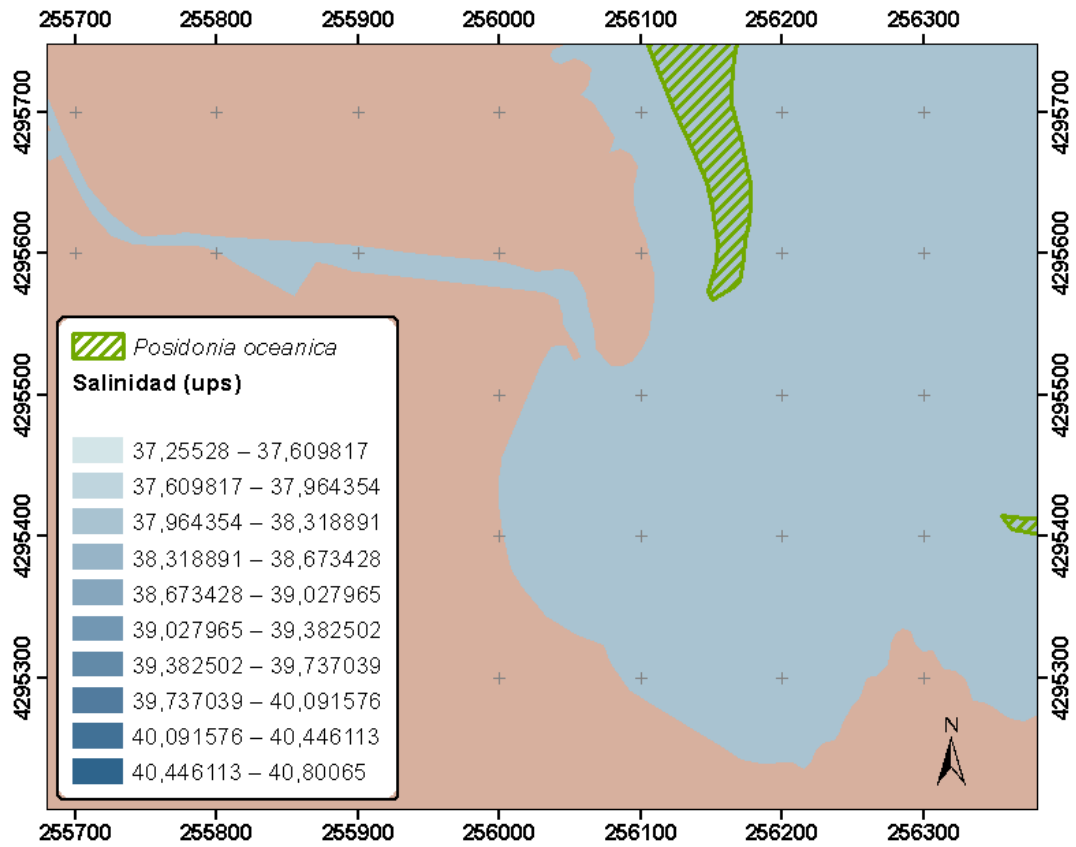 255700 255800 255900 256000 256100 256200 256300
4295700 4295700
4295600 4295600
4295500 4295500
4295400 4295400
4295300 4295300
Posidonia oceanica
Salinidad (ups)
37,25528 – 37,609817
37,609817 – 37,964354
37,964354 – 38,318891
38,318891 – 38,673428
38,673428 – 39,027965
39,027965 – 39,382502
39,382502 – 39,737039
39,737039 – 40,091576
40,091576 – 40,446113
40,446113 – 40,80065
N
255700 255800 255900 256000 256100 256200 256300